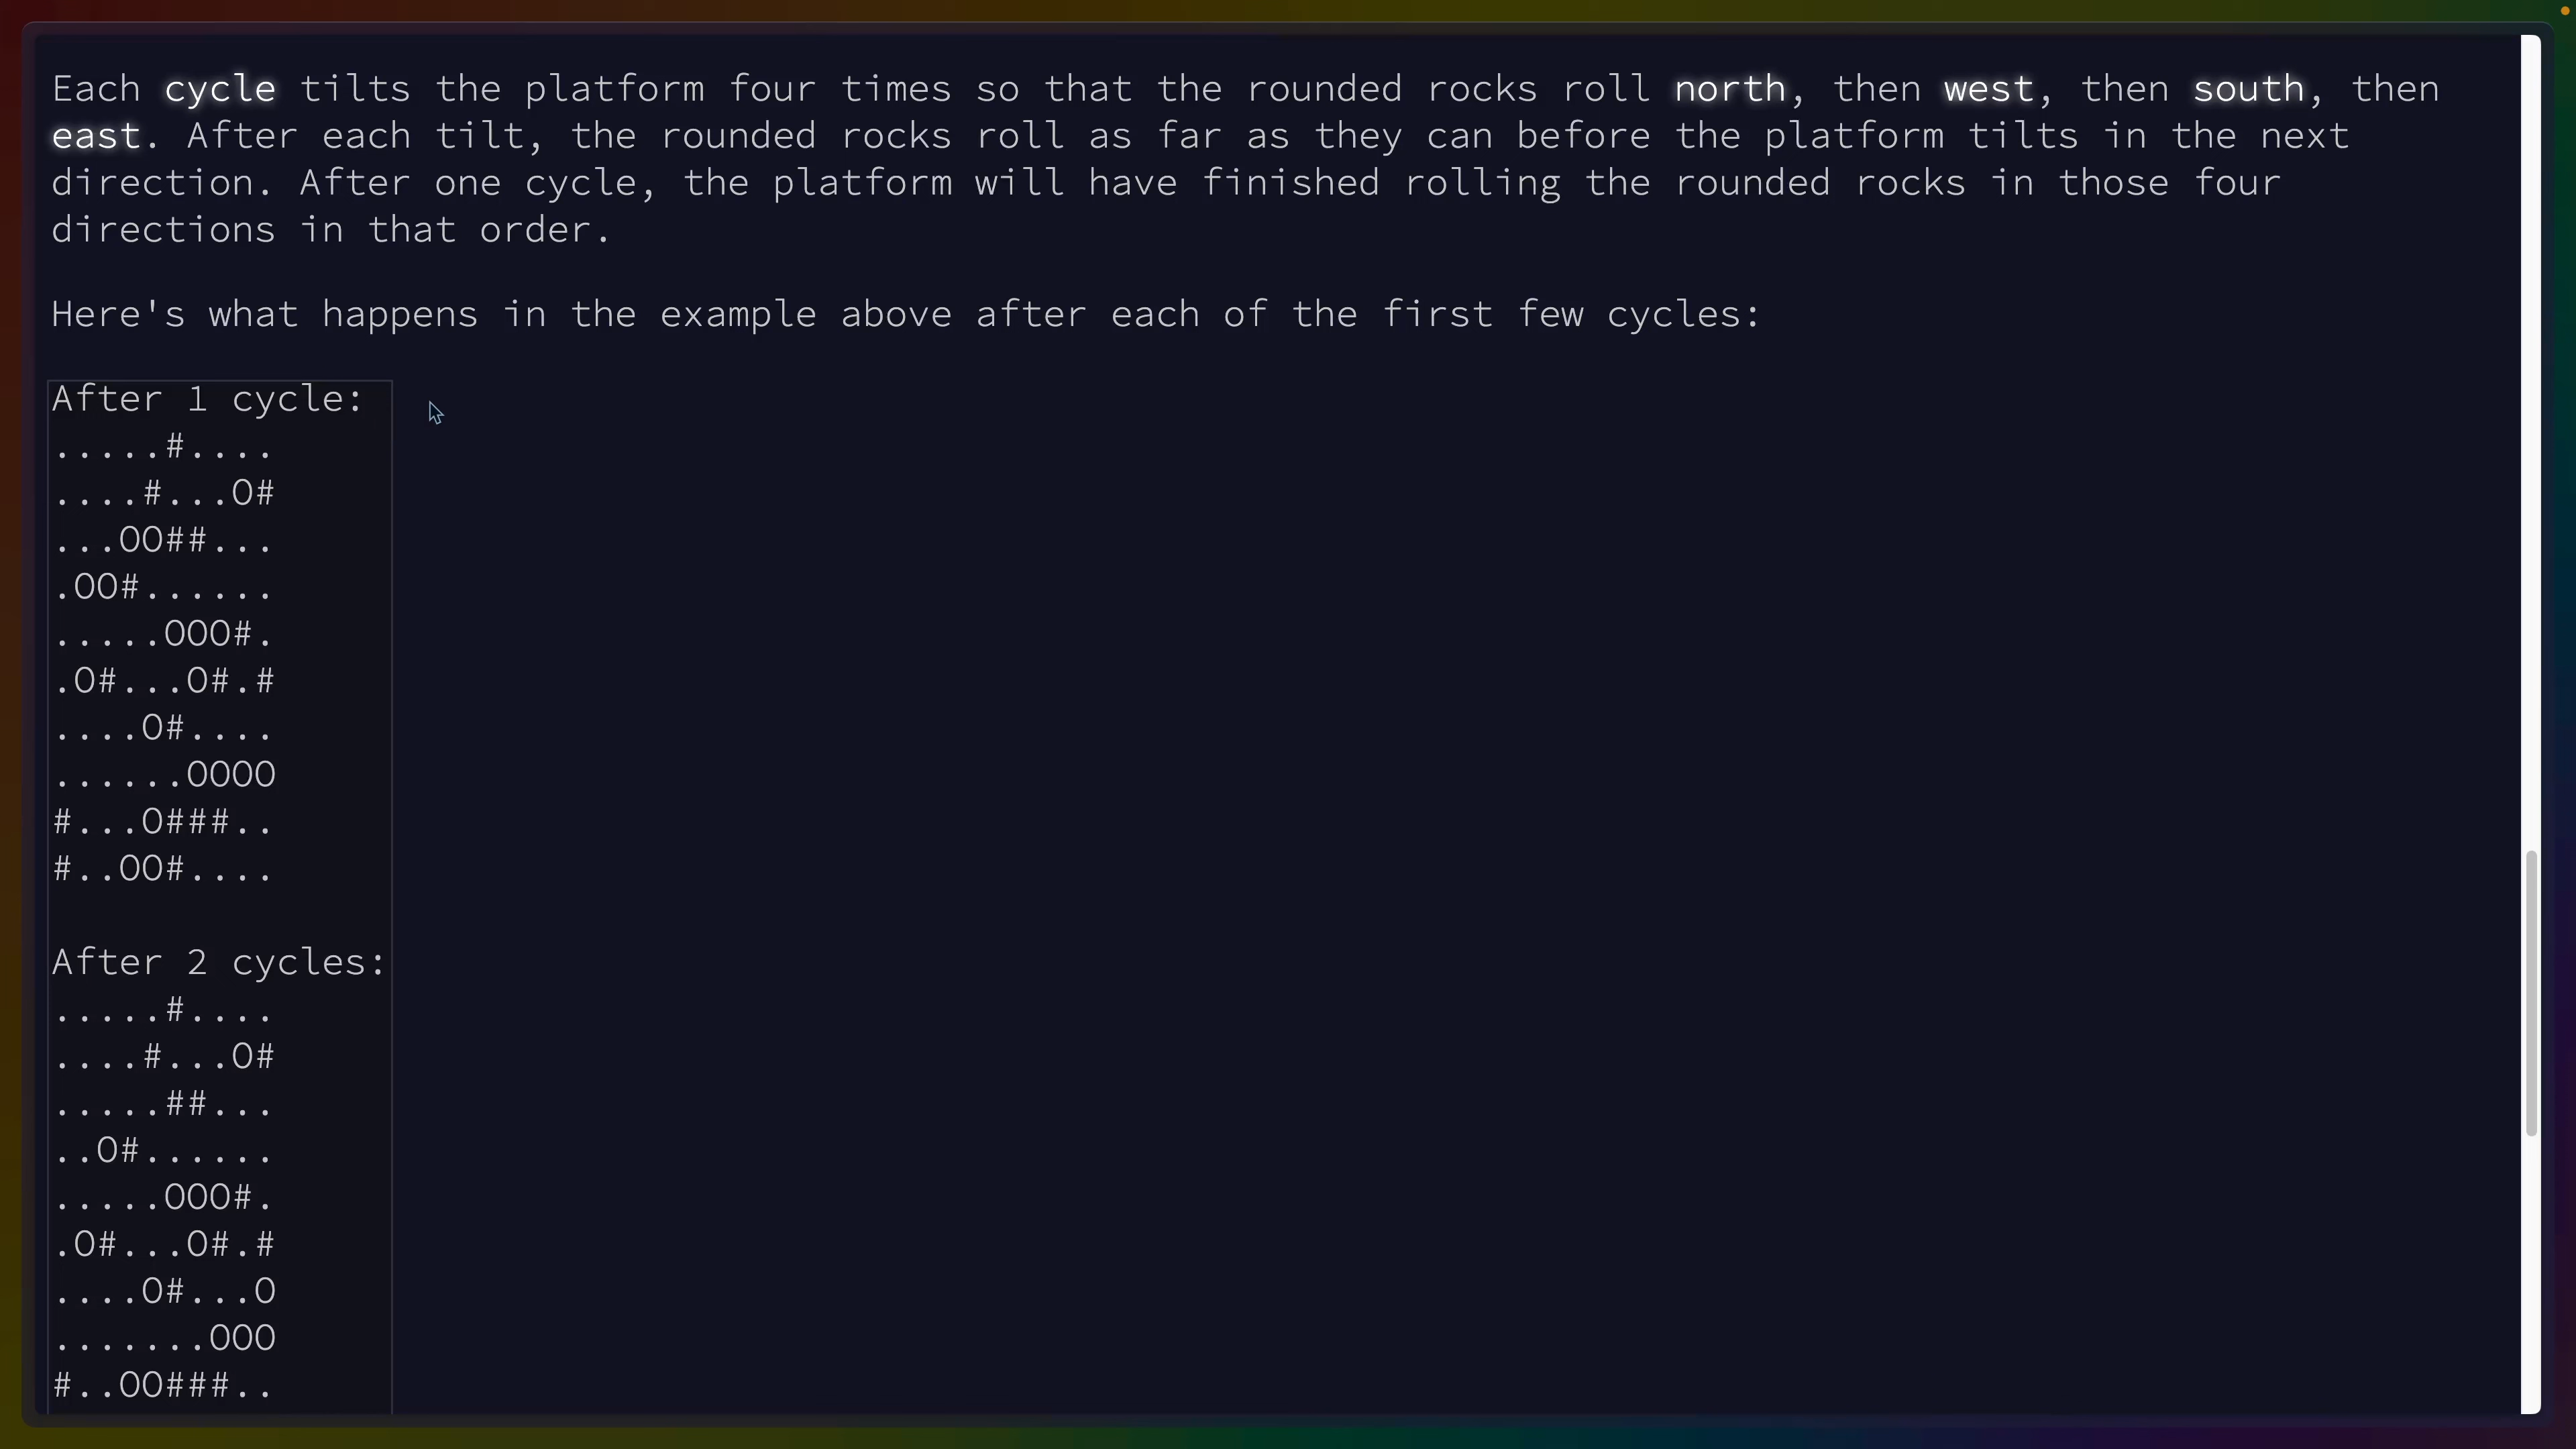 Each cycle tilts the platform four times so that the rounded rocks roll north, then west, then south, then
east. After each tilt, the rounded rocks roll as far as they can before the platform tilts in the next
direction. After one cycle, the platform will have finished rolling the rounded rocks in those four
directions in that order.
Here's what happens in the example above after each of the first few cycles:
After 1 cycle:
.....#....
....#...O#
...OO##...
.OO#......
.....OOO#.
.O#...O#.#
....O#....
......OOOO
#...O###..
#..OO#....
After 2 cycles:
.....#....
....#...O#
.....##...
..O#......
.....OOO#.
.O#...O#.#
....O#...O
.......OOO
#..OO###..